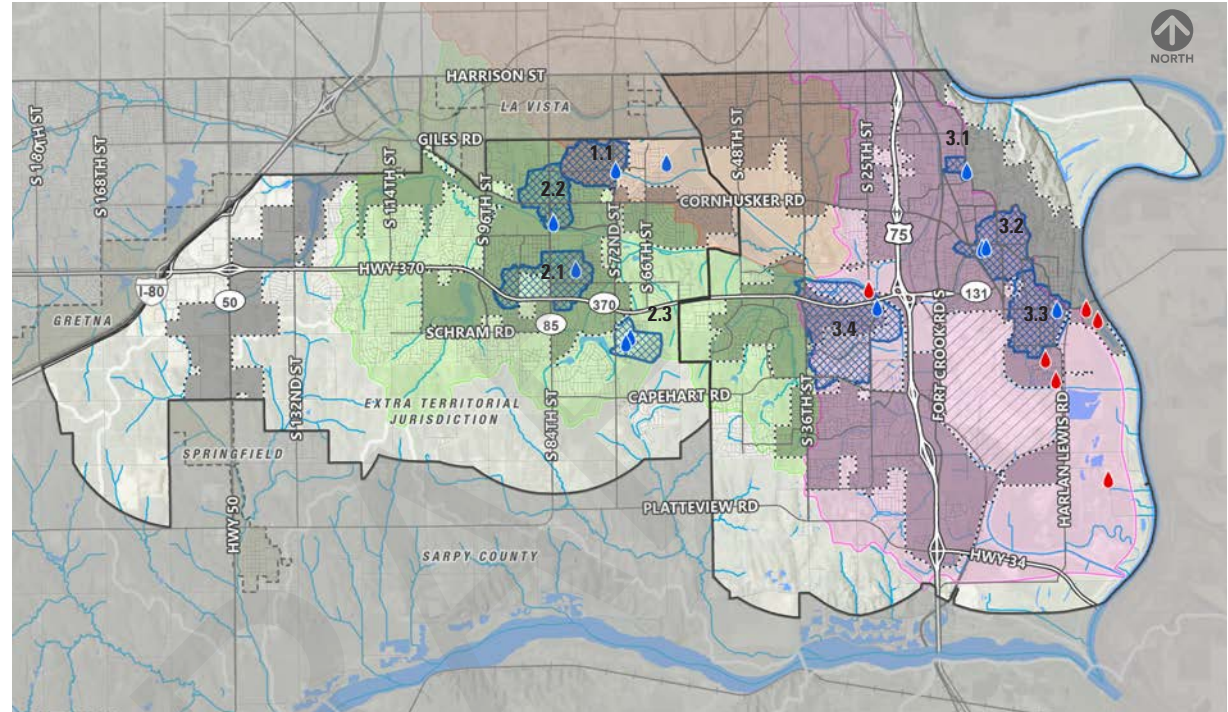 NORTH
HARRISON ST
LA VISTA
S 180TH ST
S 168TH ST
GILES RD
1.1
S 48TH ST
S 25TH ST
3.1
S 114TH ST
S 96TH ST
2.2
CORNHUSKER RD
S 72ND ST
S 66TH ST
75
3.2
HWY 370
2.1
I-80
50
370
131
GRETNA
SCHRAM RD
85
2.3
3.4
3.3
S 132ND ST
EXTRA TERRITORIAL
JURISDICTION
S 84TH ST
CAPEHART RD
S 36TH ST
FORT CROOK RD S
HARLAN LEWIS RD
SPRINGFIELD
HWY 50
PLATTEVIEW RD
SARPY COUNTY
HWY 34